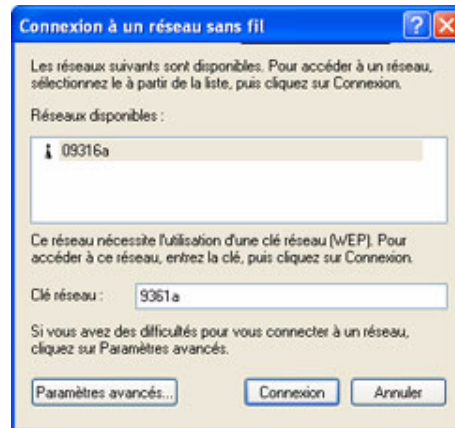 Connexion à un réseau sans fil
Les réseaux suivants sont disponibles. Pour accéder à un réseau,
sélectionnez le à partir de la liste, puis cliquez sur Connexion.
Réseaux disponibles :
09316a
Ce réseau nécessite l'utilisation d'une clé réseau (WEP). Pour
accéder à ce réseau, entrez la clé, puis cliquez sur Connexion.
Clé réseau : 9361a
Si vous avez des difficultés pour vous connecter à un réseau,
cliquez sur Paramètres avancés.
Paramètres avancés... Connexion Annuler